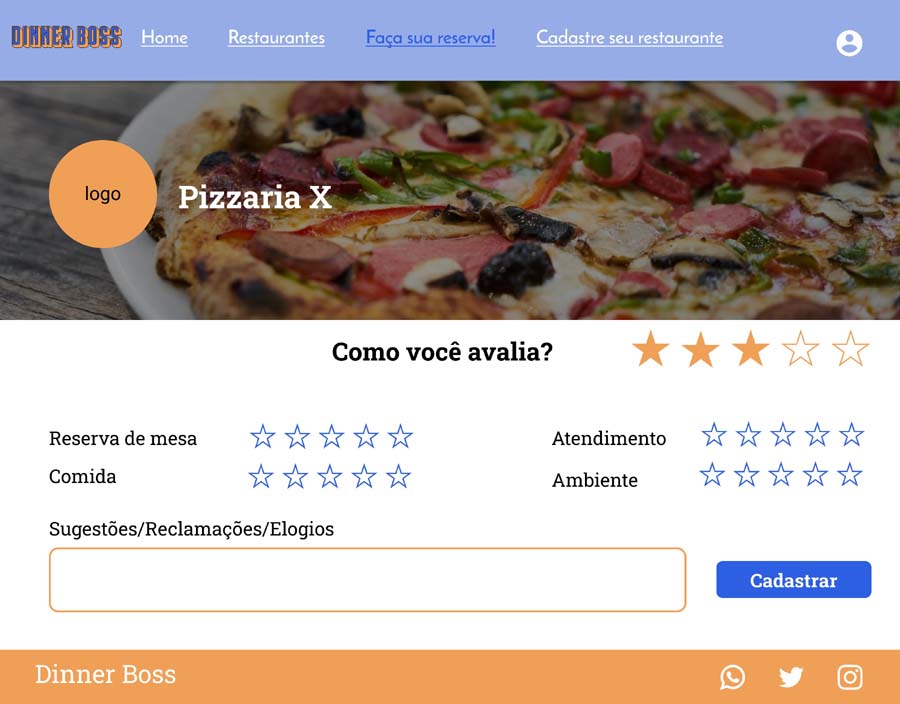 DINNER BOSS Home Restaurantes Faça sua reserva! Cadastre seu restaurante
logo
Pizzaria X
Como você avalia?
Reserva de mesa
Atendimento
Comida
Ambiente
Sugestões/Reclamações/Elogios
Cadastrar
Dinner Boss